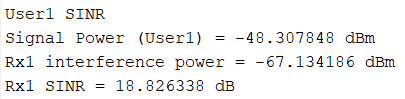 User1 SINR
Signal Power (User1) = -48.307848 dBm
Rx1 interference power = -67.134186 dBm
Rx1 SINR = 18.826338 dB